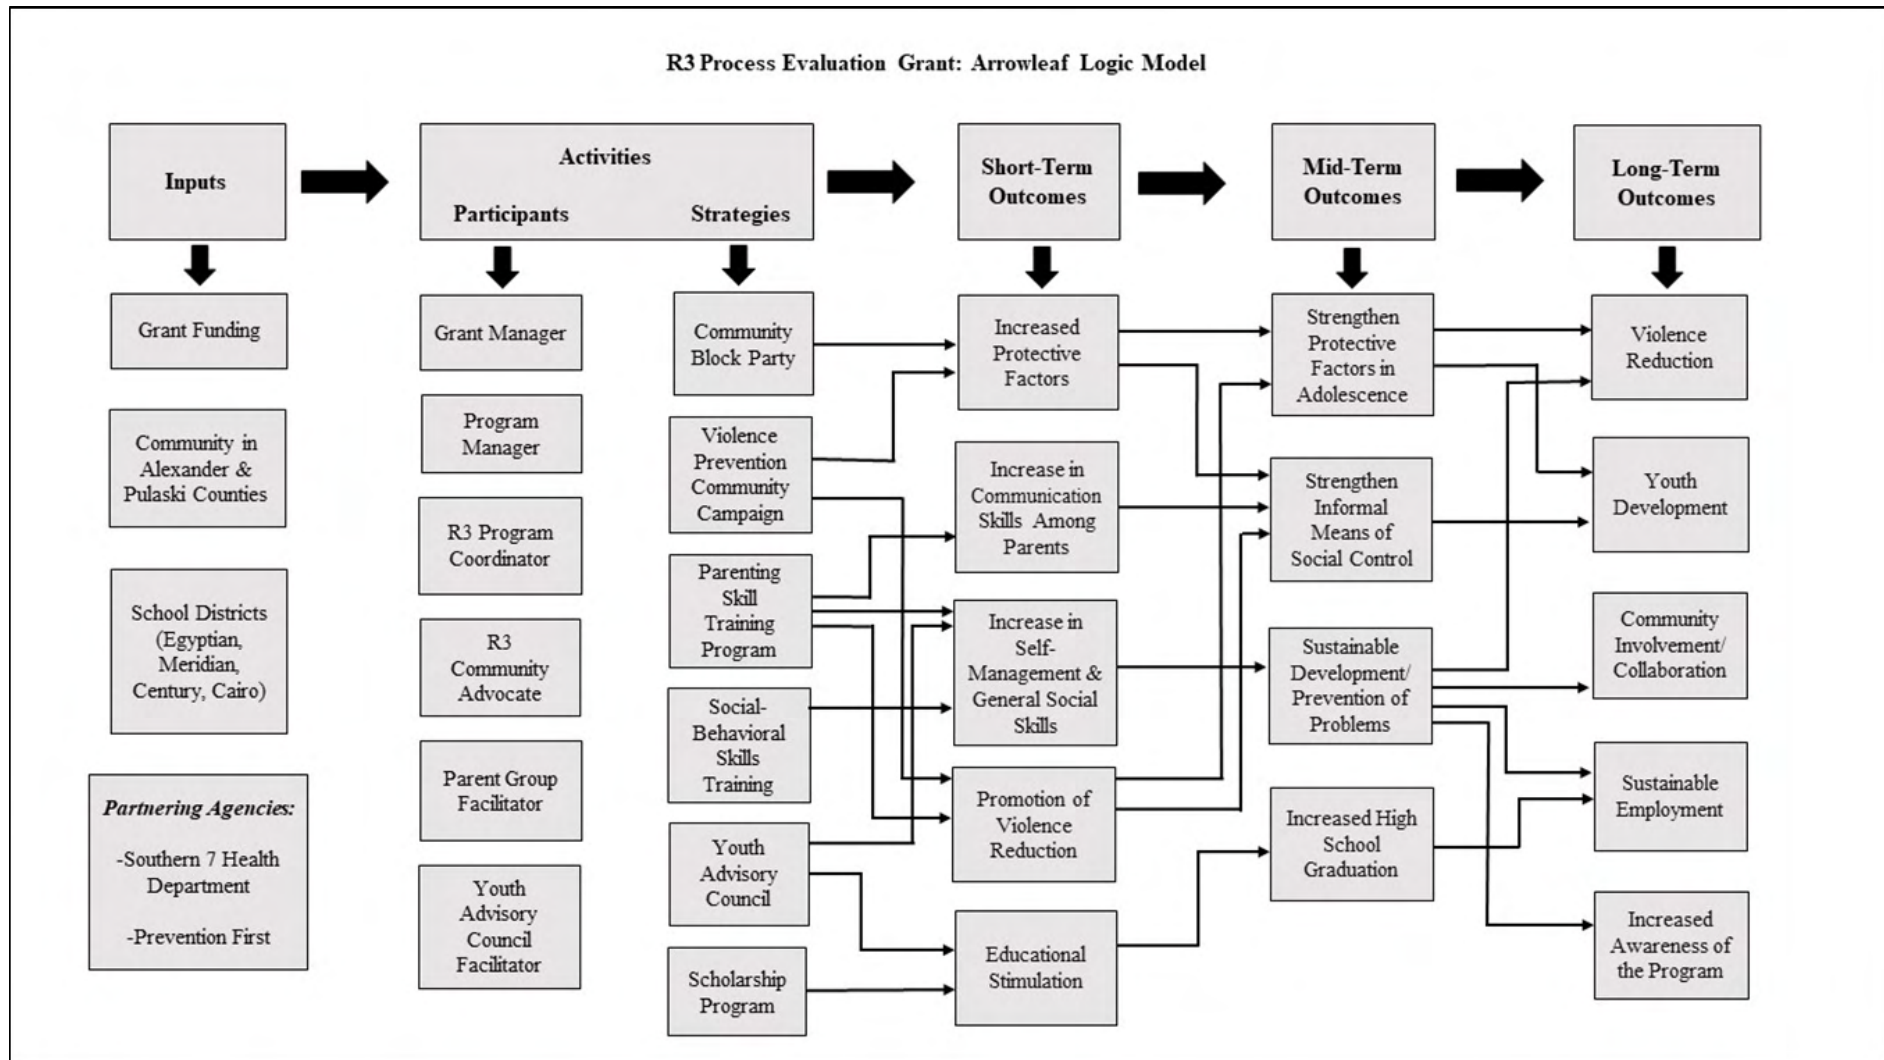 R3 Process Evaluation Grant: Arrowleaf Logic Model
Inputs
Activities
Participants
Strategies
Short-Term
Outcomes
Mid-Term
Outcomes
Long-Term
Outcomes
Grant Funding
Community in
Alexander &
Pulaski Counties
School Districts
(Egyptian,
Meridian,
Century, Cairo)
Partnering Agencies:
-Southern 7 Health
Department
-Prevention First
Grant Manager
Program
Manager
R3 Program
Coordinator
R3
Community
Advocate
Parent Group
Facilitator
Youth
Advisory
Council
Facilitator
Community
Block Party
Violence
Prevention
Community
Campaign
Parenting
Skill
Training
Program
Social-
Behavioral
Skills
Training
Youth
Advisory
Council
Scholarship
Program
Increased
Protective
Factors
Increase in
Communication
Skills Among
Parents
Increase in
Self-
Management &
General Social
Skills
Promotion of
Violence
Reduction
Educational
Stimulation
Strengthen
Protective
Factors in
Adolescence
Strengthen
Informal
Means of
Social Control
Sustainable
Development/
Prevention of
Problems
Increased High
School
Graduation
Violence
Reduction
Youth
Development
Community
Involvement/
Collaboration
Sustainable
Employment
Increased
Awareness of
the Program